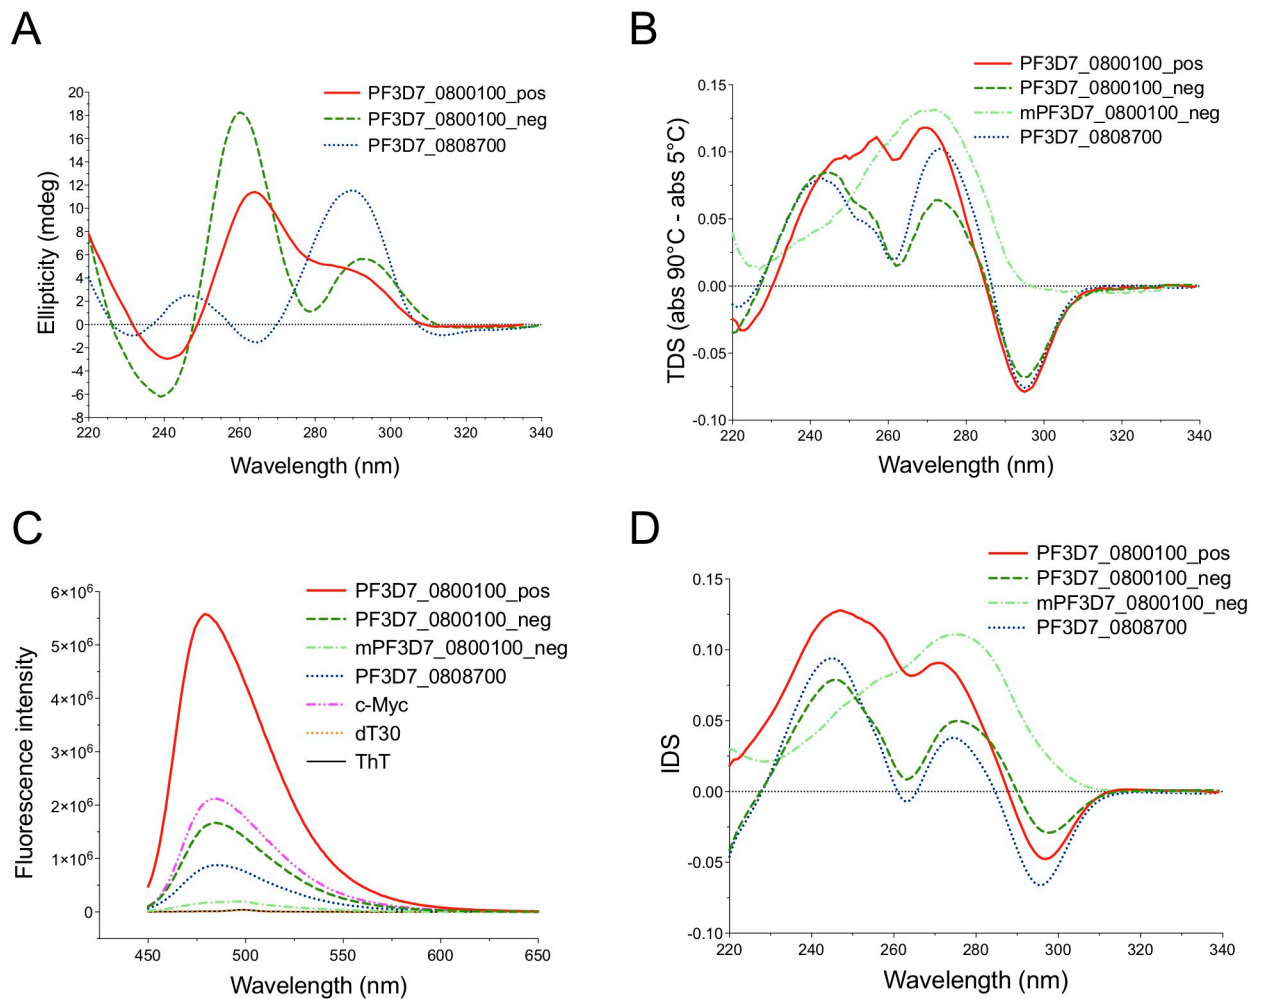 A
PF3D7_0800100_pos
PF3D7_0800100_neg
PF3D7_0808700
Ellipticity (mdeg)
20
18
16
14
12
10
8
6
4
2
0
-2
-4
-6
-8
220 240 260 280 300 320 340
Wavelength (nm)
B
PF3D7_0800100_pos
PF3D7_0800100_neg
mPF3D7_0800100_neg
PF3D7_0808700
TDS (abs 90°C - abs 5°C)
0.15
0.10
0.05
0.00
-0.05
-0.10
220 240 260 280 300 320 340
Wavelength (nm)
C
PF3D7_0800100_pos
PF3D7_0800100_neg
mPF3D7_0800100_neg
PF3D7_0808700
c-Myc
dT30
ThT
Fluorescence intensity
6×10⁶
5×10⁶
4×10⁶
3×10⁶
2×10⁶
1×10⁶
0
450 500 550 600 650
Wavelength (nm)
D
PF3D7_0800100_pos
PF3D7_0800100_neg
mPF3D7_0800100_neg
PF3D7_0808700
IDS
0.15
0.10
0.05
0.00
-0.05
-0.10
220 240 260 280 300 320 340
Wavelength (nm)